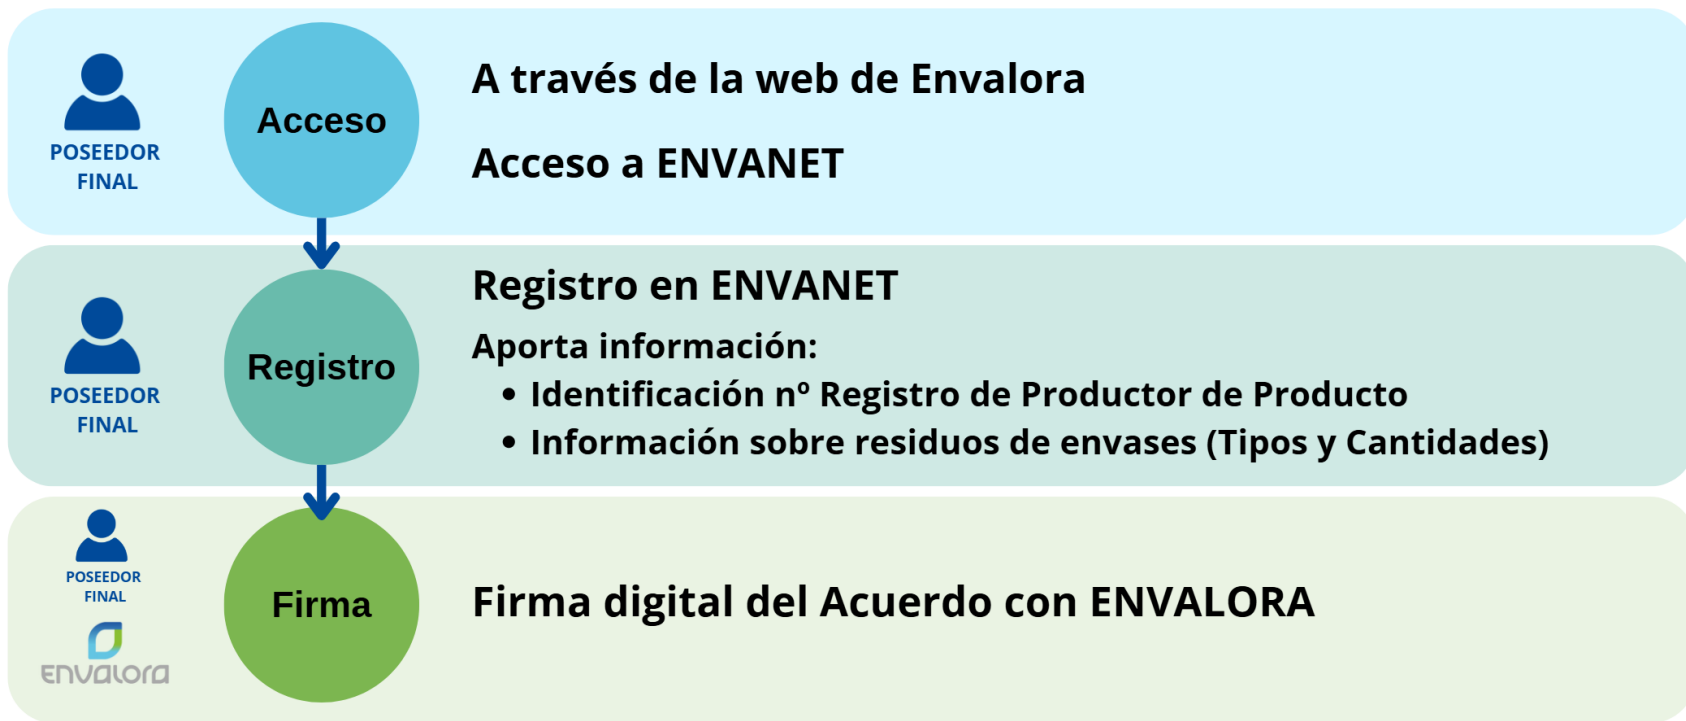 POSEEDOR
FINAL
Acceso
A través de la web de Envalora
Acceso a ENVANET
POSEEDOR
FINAL
Registro
Registro en ENVANET
Aporta información:
• Identificación nº Registro de Productor de Producto
• Información sobre residuos de envases (Tipos y Cantidades)
POSEEDOR
FINAL
ENVALORA
Firma
Firma digital del Acuerdo con ENVALORA